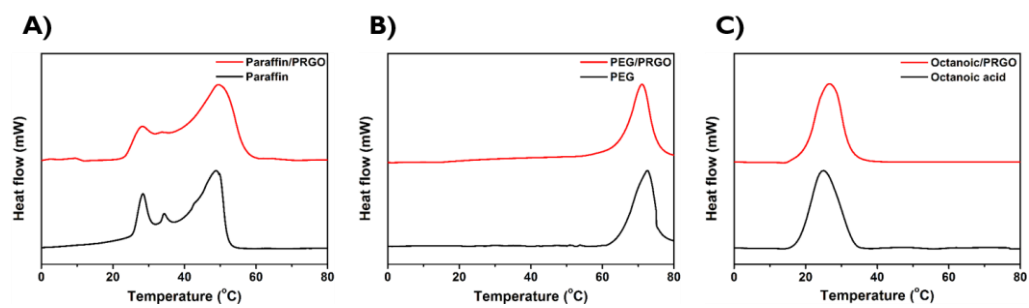 A)
Paraffin/PRGO
Paraffin
Heat flow (mW)
0 20 40 60 80
Temperature (°C)
B)
PEG/PRGO
PEG
Heat flow (mW)
0 20 40 60 80
Temperature (°C)
C)
Octanoic/PRGO
Octanoic acid
Heat flow (mW)
0 20 40 60 80
Temperature (°C)